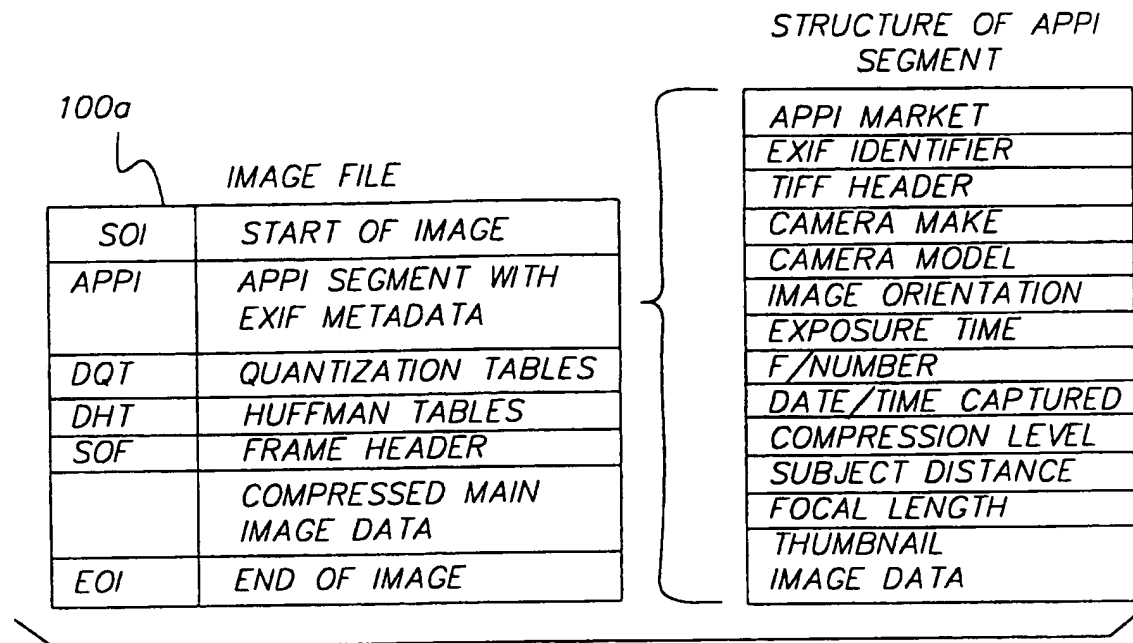 100a
IMAGE FILE
SOI START OF IMAGE
APPI APPI SEGMENT WITH
EXIF METADATA
DQT QUANTIZATION TABLES
DHT HUFFMAN TABLES
SOF FRAME HEADER
COMPRESSED MAIN
IMAGE DATA
EOI END OF IMAGE
STRUCTURE OF APPI
SEGMENT
APPI MARKET
EXIF IDENTIFIER
TIFF HEADER
CAMERA MAKE
CAMERA MODEL
IMAGE ORIENTATION
EXPOSURE TIME
F/NUMBER
DATE/TIME CAPTURED
COMPRESSION LEVEL
SUBJECT DISTANCE
FOCAL LENGTH
THUMBNAIL
IMAGE DATA